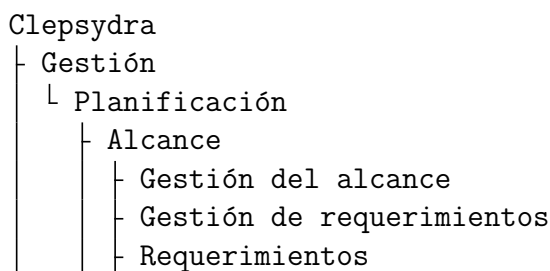 Clepsydra
├ Gestión
│ └ Planificación
│   ├ Alcance
│   │ ├ Gestión del alcance
│   │ ├ Gestión de requerimientos
│   │ ├ Requerimientos